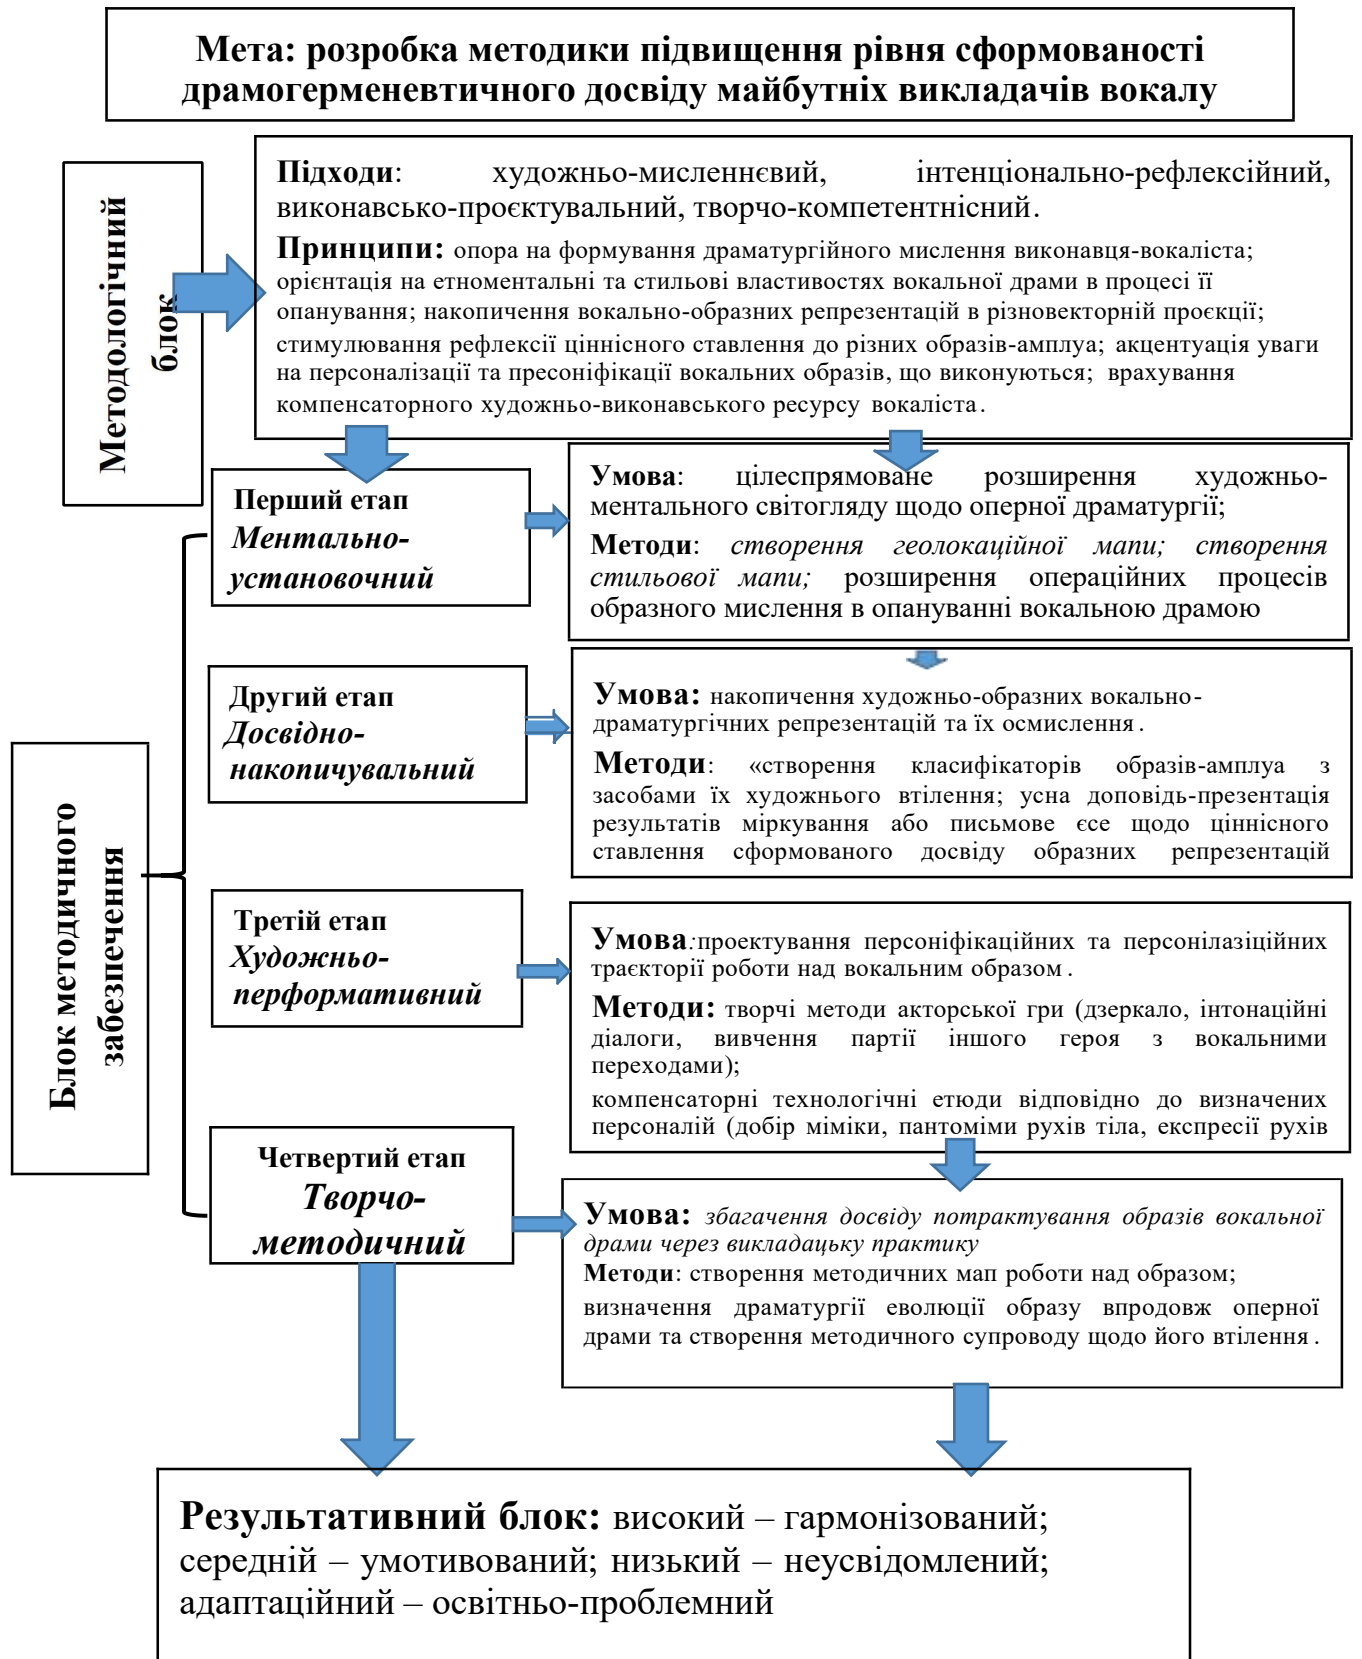 Мета: розробка методики підвищення рівня сформованості
драмогерменевтичного досвіду майбутніх викладачів вокалу
Методологічний
блок
Підходи: художньо-мисленнєвий, інтенціонально-рефлексійний,
виконавсько-проєктувальний, творчо-компетентнісний.
Принципи: опора на формування драматургійного мислення виконавця-вокаліста;
орієнтація на етноментальні та стильові властивостях вокальної драми в процесі її
опанування; накопичення вокально-образних репрезентацій в різновекторній проєкції;
стимулювання рефлексії ціннісного ставлення до різних образів-амплуа; акцентуація уваги
на персоналізації та пресоніфікації вокальних образів, що виконуються; врахування
компенсаторного художньо-виконавського ресурсу вокаліста.
Блок методичного
забезпечення
Перший етап
Ментально-
установочний
Умова: цілеспрямоване розширення художньо-
ментального світогляду щодо оперної драматургії;
Методи: створення геолокаційної мапи; створення
стильової мапи; розширення операційних процесів
образного мислення в опануванні вокальною драмою
Другий етап
Досвідно-
накопичувальний
Умова: накопичення художньо-образних вокально-
драматургічних репрезентацій та їх осмислення.
Методи: «створення класифікаторів образів-амплуа з
засобами їх художнього втілення; усна доповідь-презентація
результатів міркування або письмове єсе щодо ціннісного
ставлення сформованого досвіду образних репрезентацій
Третій етап
Художньо-
перформативний
Умова:проектування персоніфікаційних та персонілазіційних
траєкторії роботи над вокальним образом.
Методи: творчі методи акторської гри (дзеркало, інтонаційні
діалоги, вивчення партії іншого героя з вокальними
переходами);
компенсаторні технологічні етюди відповідно до визначених
персоналій (добір міміки, пантоміми рухів тіла, експресії рухів
Четвертий етап
Творчо-
методичний
Умова: збагачення досвіду потрактування образів вокальної
драми через викладацьку практику
Методи: створення методичних мап роботи над образом;
визначення драматургії еволюції образу впродовж оперної
драми та створення методичного супроводу щодо його втілення.
Результативний блок: високий – гармонізований;
середній – умотивований; низький – неусвідомлений;
адаптаційний – освітньо-проблемний